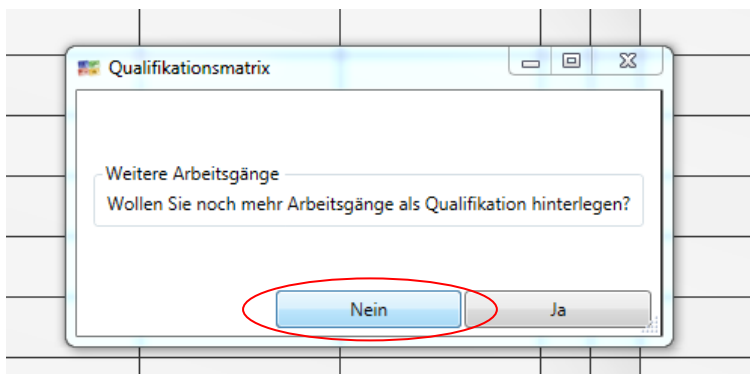 Qualifikationsmatrix
Weitere Arbeitsgänge
Wollen Sie noch mehr Arbeitsgänge als Qualifikation hinterlegen?
Nein Ja